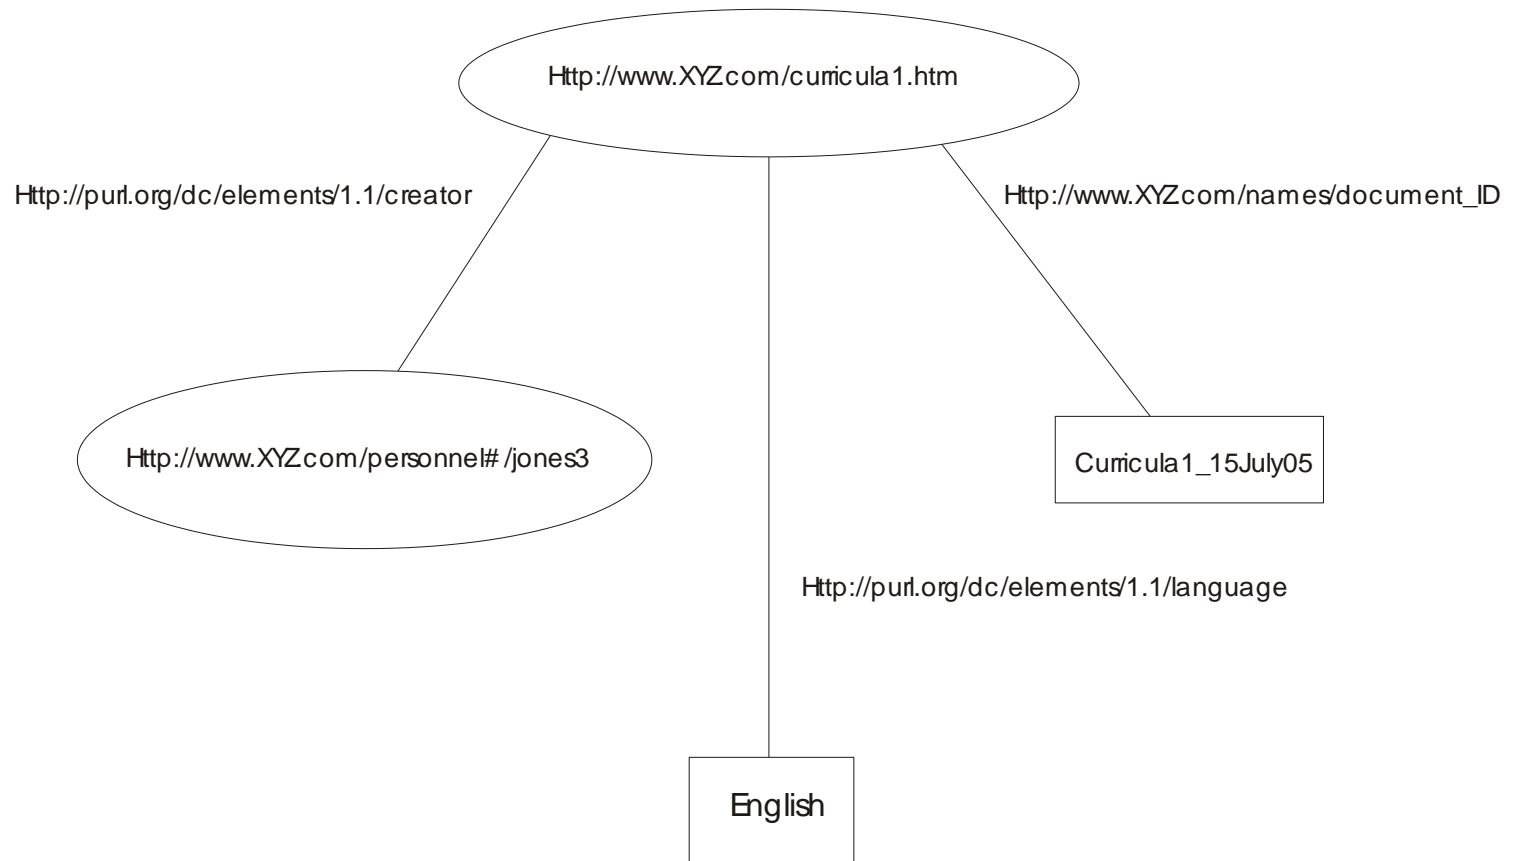 Http://www.XYZcom/curricula1.htm
Http://purl.org/dc/elements/1.1/creator
Http://www.XYZcom/names/document_ID
Http://www.XYZcom/personnel#/jones3
Curricula1_15July05
Http://purl.org/dc/elements/1.1/language
English